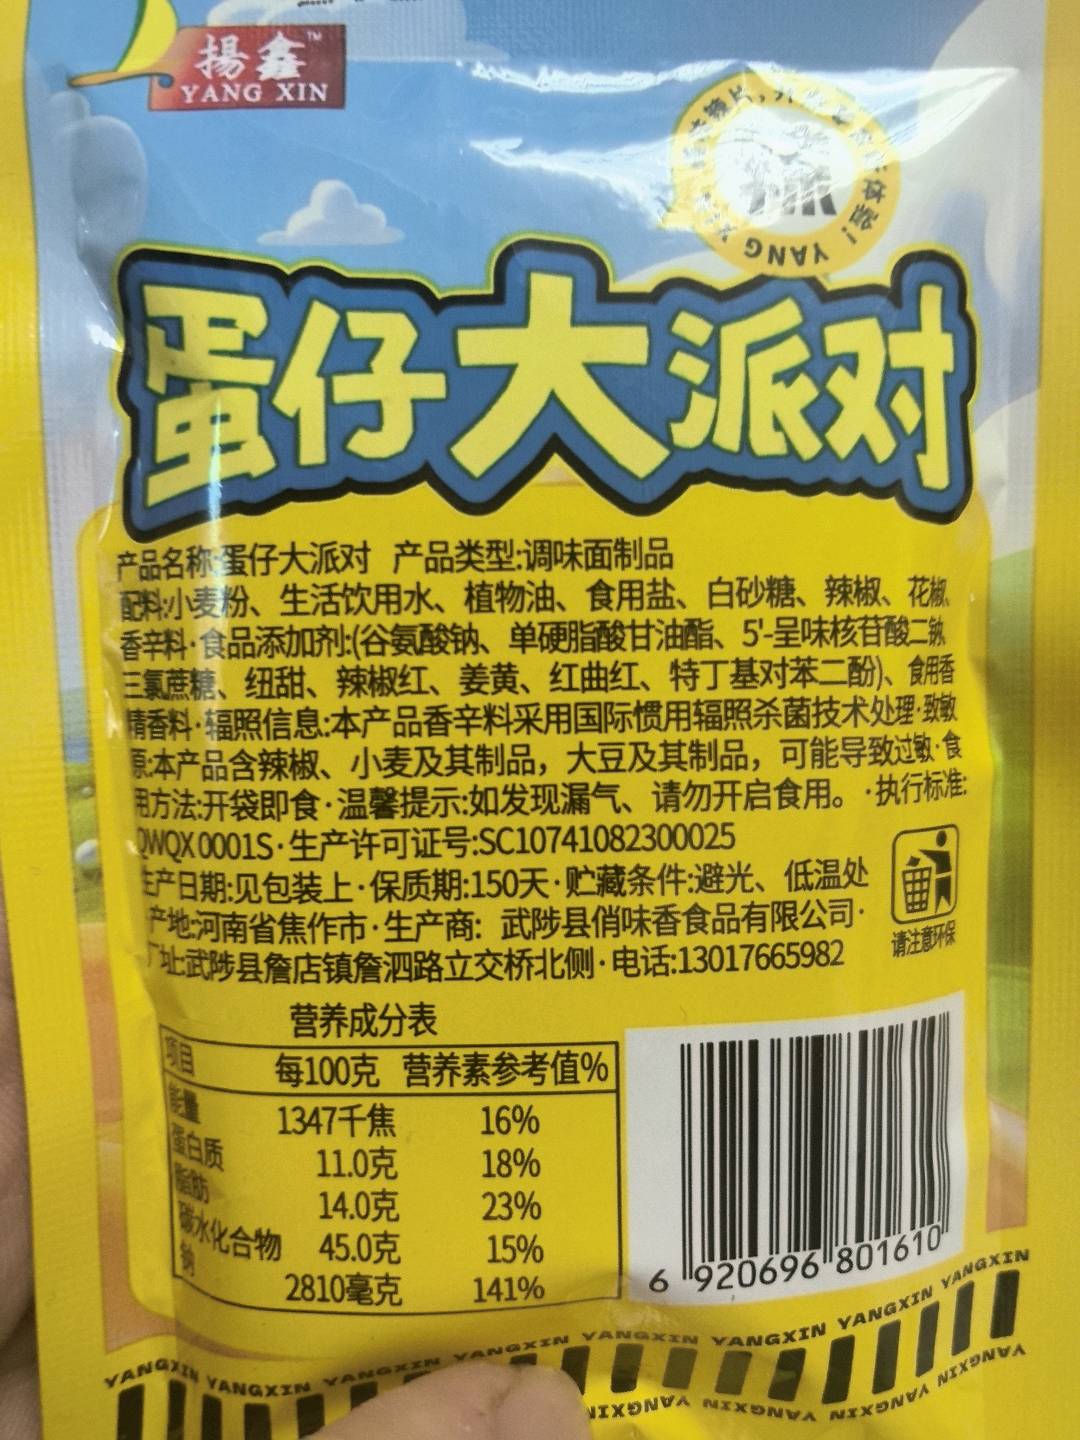 揚鑫™
YANG XIN
YANG
蛋仔大派对
产品名称:蛋仔大派对 产品类型:调味面制品
配料:小麦粉、生活饮用水、植物油、食用盐、白砂糖、辣椒、花椒、
香辛料·食品添加剂:(谷氨酸钠、单硬脂酸甘油酯、5'-呈味核苷酸二钠、
三氯蔗糖、纽甜、辣椒红、姜黄、红曲红、特丁基对苯二酚)、食用香
精香料·辐照信息:本产品香辛料采用国际惯用辐照杀菌技术处理·致敏
原:本产品含辣椒、小麦及其制品，大豆及其制品，可能导致过敏·食
用方法:开袋即食·温馨提示:如发现漏气、请勿开启食用。·执行标准:
QWQX 0001S·生产许可证号:SC10741082300025
生产日期:见包装上·保质期:150天·贮藏条件:避光、低温处
产地:河南省焦作市·生产商: 武陟县俏味香食品有限公司·
厂址:武陟县詹店镇詹泗路立交桥北侧·电话:13017665982
请注意环保
营养成分表
项目 每100克 营养素参考值%
能量 1347千焦 16%
蛋白质 11.0克 18%
脂肪 14.0克 23%
碳水化合物 45.0克 15%
钠 2810毫克 141%
6 920696 801610
YANGXIN YANGXIN YANGXIN YANGXIN YANGXIN YANGXIN YANGXIN YANGXIN
YANGXIN YANGXIN YANGXIN YANGXIN